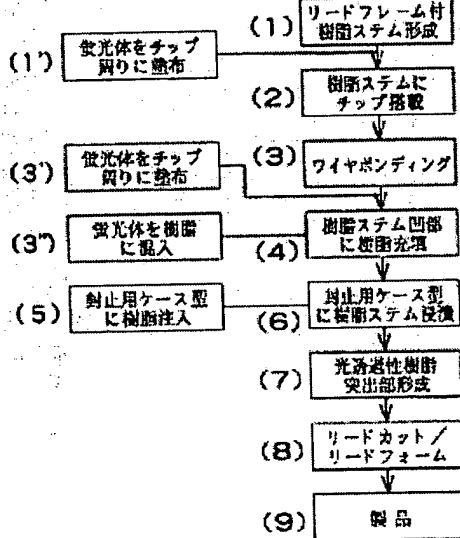 (1)
リードフレーム付
樹脂ステム形成
(1')
蛍光体をチップ
周りに塗布
(2)
樹脂ステムに
チップ搭載
(3)
ワイヤボンディング
(3')
蛍光体をチップ
周りに塗布
(3")
蛍光体を樹脂
に混入
(4)
樹脂ステム凹部
に樹脂充填
(5)
封止用ケース型
に樹脂注入
(6)
封止用ケース型
に樹脂ステム浸漬
(7)
光透過性樹脂
突出部形成
(8)
リードカット/
リードフォーム
(9)
製品